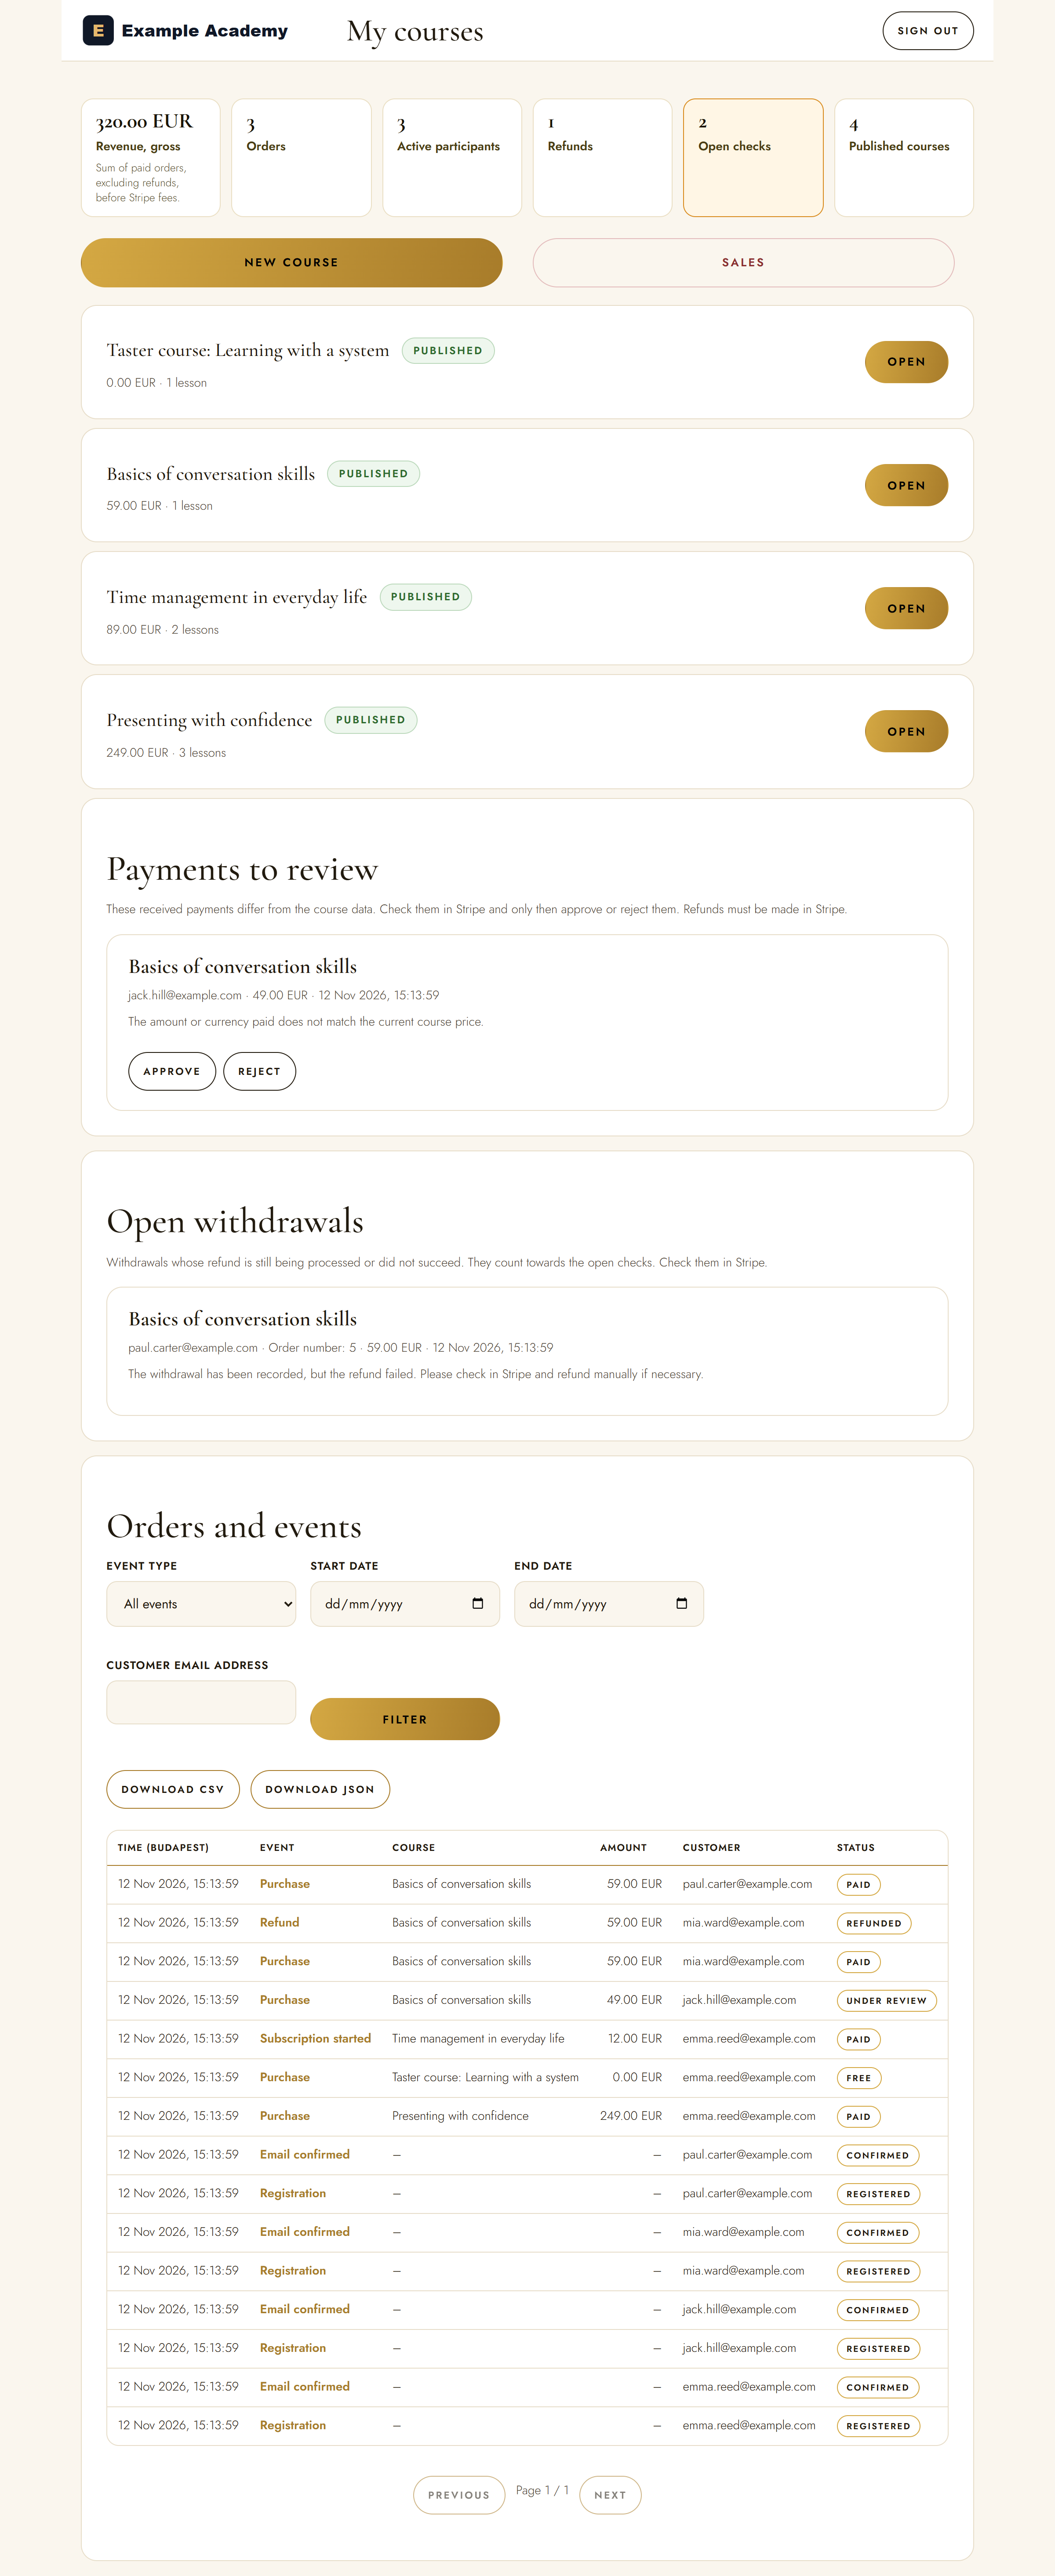 E Example Academy
My courses
SIGN OUT
320.00 EUR
Revenue, gross
Sum of paid orders,
excluding refunds,
before Stripe fees.
3
Orders
3
Active participants
1
Refunds
2
Open checks
4
Published courses
NEW COURSE
SALES
Taster course: Learning with a system PUBLISHED
0.00 EUR · 1 lesson
OPEN
Basics of conversation skills PUBLISHED
59.00 EUR · 1 lesson
OPEN
Time management in everyday life PUBLISHED
89.00 EUR · 2 lessons
OPEN
Presenting with confidence PUBLISHED
249.00 EUR · 3 lessons
OPEN
Payments to review
These received payments differ from the course data. Check them in Stripe and only then approve or reject them. Refunds must be made in Stripe.
Basics of conversation skills
jack.hill@example.com · 49.00 EUR · 12 Nov 2026, 15:13:59
The amount or currency paid does not match the current course price.
APPROVE REJECT
Open withdrawals
Withdrawals whose refund is still being processed or did not succeed. They count towards the open checks. Check them in Stripe.
Basics of conversation skills
paul.carter@example.com · Order number: 5 · 59.00 EUR · 12 Nov 2026, 15:13:59
The withdrawal has been recorded, but the refund failed. Please check in Stripe and refund manually if necessary.
Orders and events
EVENT TYPE START DATE END DATE
All events dd/mm/yyyy dd/mm/yyyy
CUSTOMER EMAIL ADDRESS
FILTER
DOWNLOAD CSV DOWNLOAD JSON
TIME (BUDAPEST) EVENT COURSE AMOUNT CUSTOMER STATUS
12 Nov 2026, 15:13:59 Purchase Basics of conversation skills 59.00 EUR paul.carter@example.com PAID
12 Nov 2026, 15:13:59 Refund Basics of conversation skills 59.00 EUR mia.ward@example.com REFUNDED
12 Nov 2026, 15:13:59 Purchase Basics of conversation skills 59.00 EUR mia.ward@example.com PAID
12 Nov 2026, 15:13:59 Purchase Basics of conversation skills 49.00 EUR jack.hill@example.com UNDER REVIEW
12 Nov 2026, 15:13:59 Subscription started Time management in everyday life 12.00 EUR emma.reed@example.com PAID
12 Nov 2026, 15:13:59 Purchase Taster course: Learning with a system 0.00 EUR emma.reed@example.com FREE
12 Nov 2026, 15:13:59 Purchase Presenting with confidence 249.00 EUR emma.reed@example.com PAID
12 Nov 2026, 15:13:59 Email confirmed – – paul.carter@example.com CONFIRMED
12 Nov 2026, 15:13:59 Registration – – paul.carter@example.com REGISTERED
12 Nov 2026, 15:13:59 Email confirmed – – mia.ward@example.com CONFIRMED
12 Nov 2026, 15:13:59 Registration – – mia.ward@example.com REGISTERED
12 Nov 2026, 15:13:59 Email confirmed – – jack.hill@example.com CONFIRMED
12 Nov 2026, 15:13:59 Registration – – jack.hill@example.com REGISTERED
12 Nov 2026, 15:13:59 Email confirmed – – emma.reed@example.com CONFIRMED
12 Nov 2026, 15:13:59 Registration – – emma.reed@example.com REGISTERED
PREVIOUS Page 1 / 1 NEXT